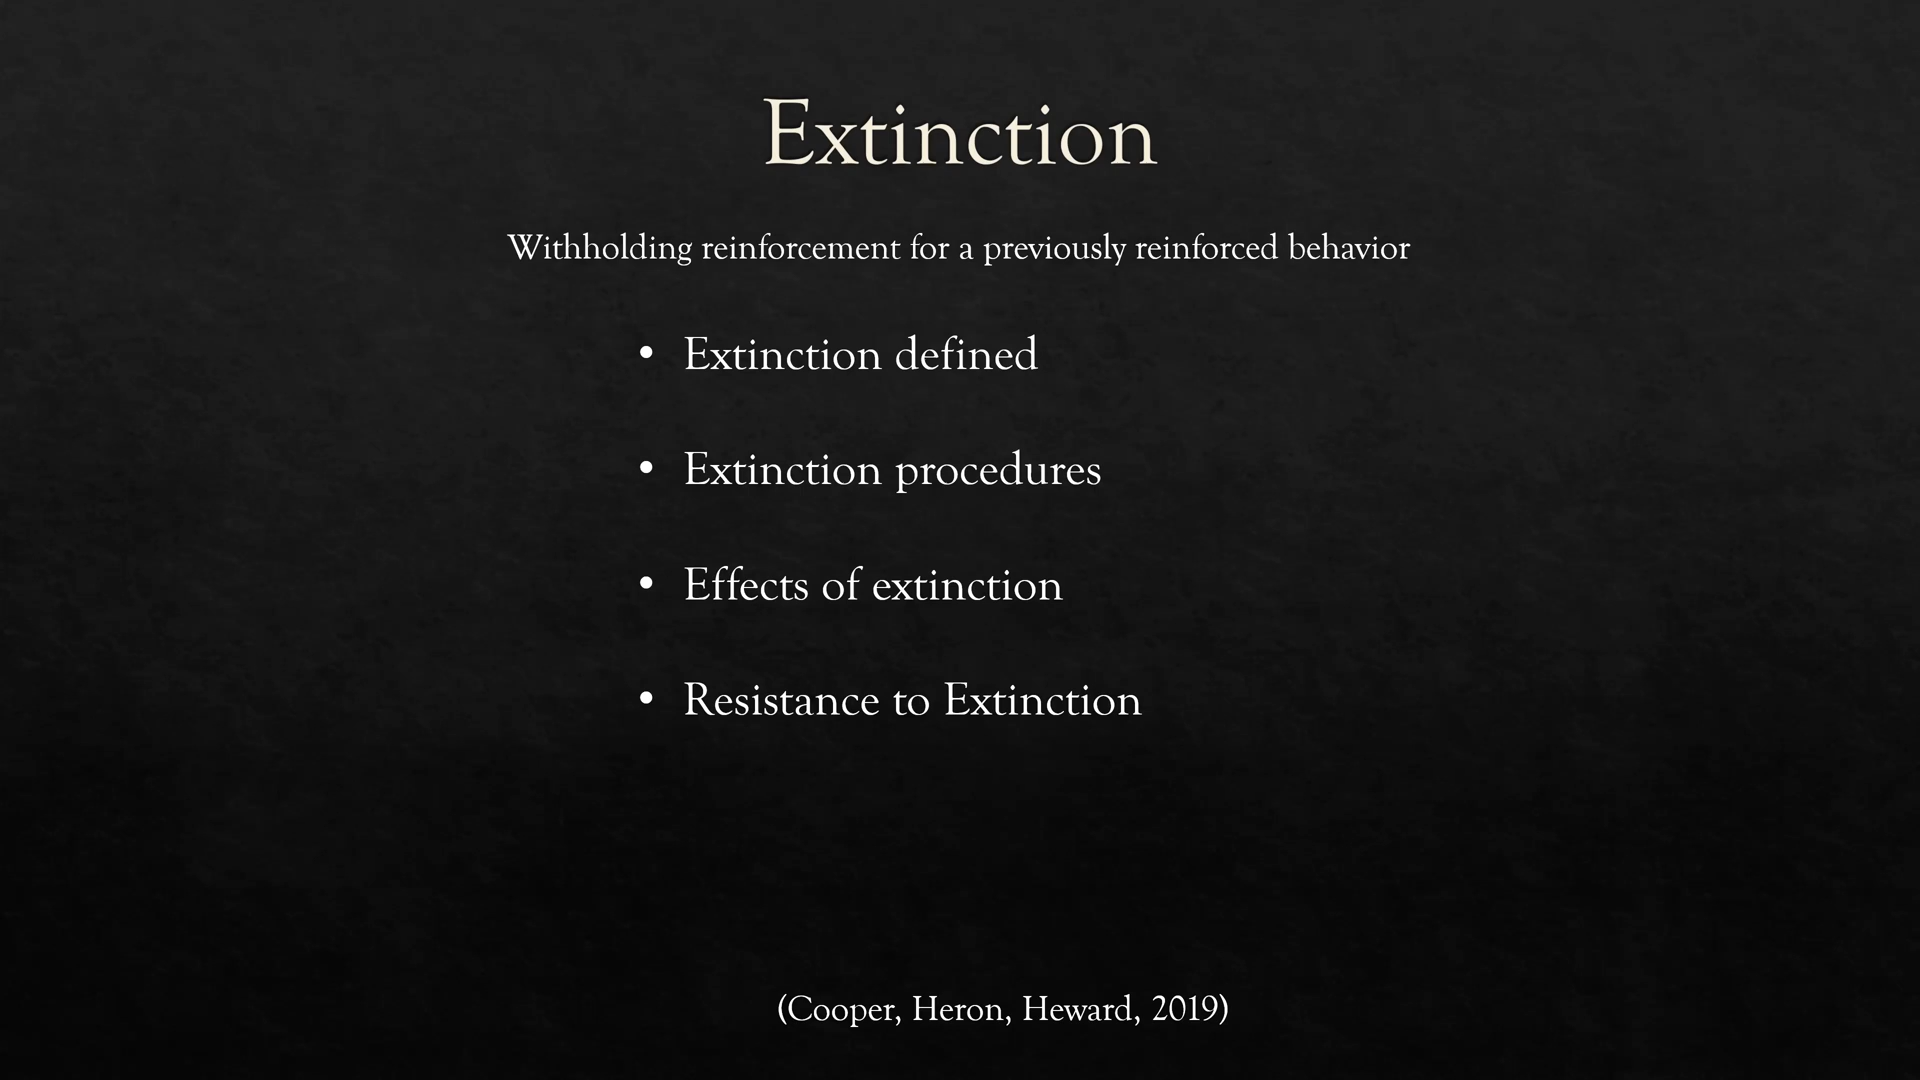 Extinction
Withholding reinforcement for a previously reinforced behavior
• Extinction defined
• Extinction procedures
• Effects of extinction
• Resistance to Extinction
(Cooper, Heron, Heward, 2019)